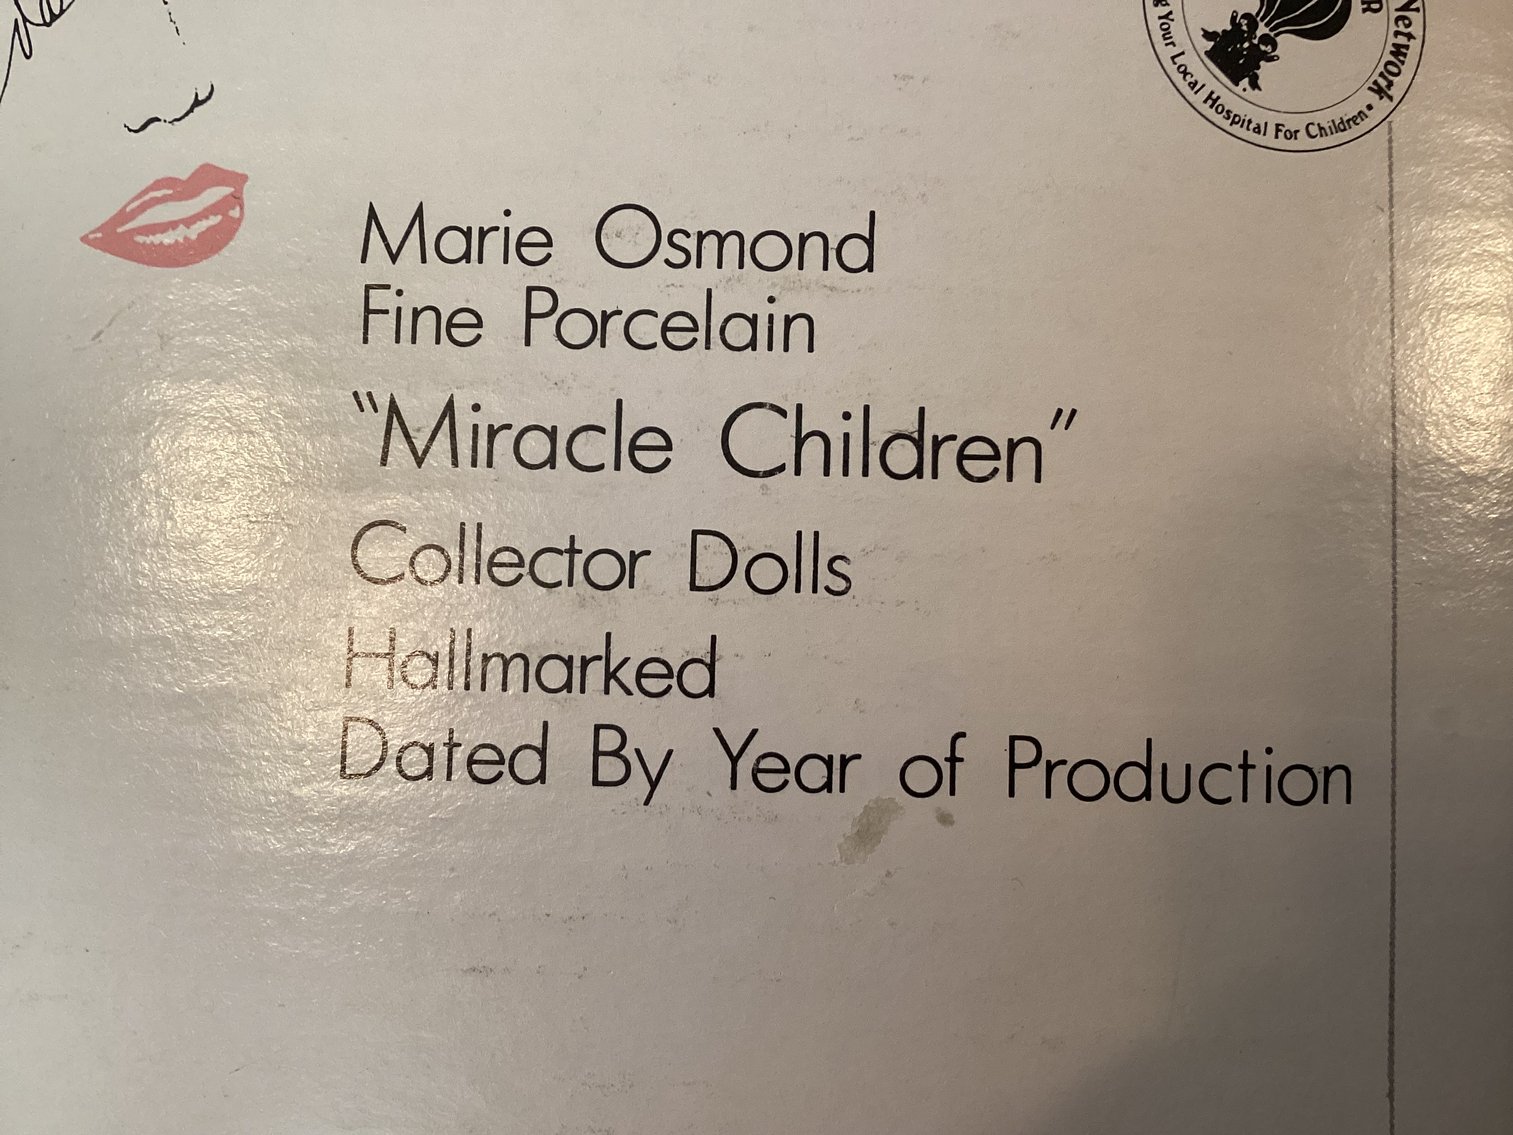 Network
Your Local Hospital For Children
Marie Osmond
Fine Porcelain
“Miracle Children”
Collector Dolls
Hallmarked
Dated By Year of Production